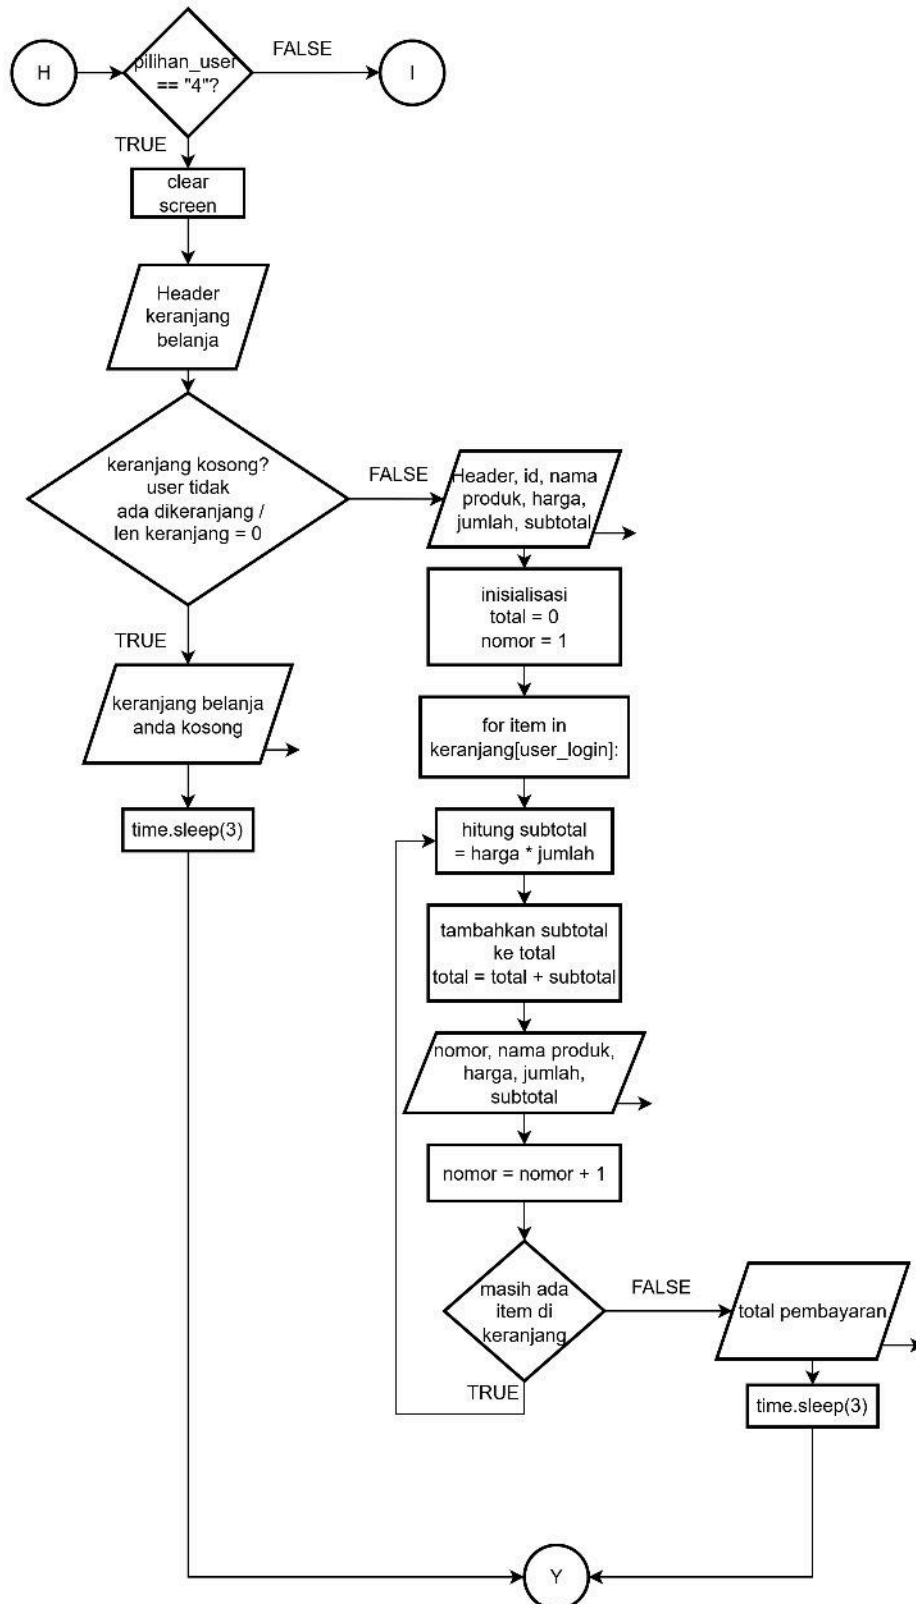 H
pilihan_user
== "4"?
FALSE
I
TRUE
clear
screen
Header
keranjang
belanja
keranjang kosong?
user tidak
ada dikeranjang /
len keranjang = 0
FALSE
Header, id, nama
produk, harga,
jumlah, subtotal
inisialisasi
total = 0
nomor = 1
TRUE
keranjang belanja
anda kosong
time.sleep(3)
for item in
keranjang[user_login]:
hitung subtotal
= harga * jumlah
tambahkan subtotal
ke total
total = total + subtotal
nomor, nama produk,
harga, jumlah,
subtotal
nomor = nomor + 1
masih ada
item di
keranjang
FALSE
total pembayaran
TRUE
time.sleep(3)
Y